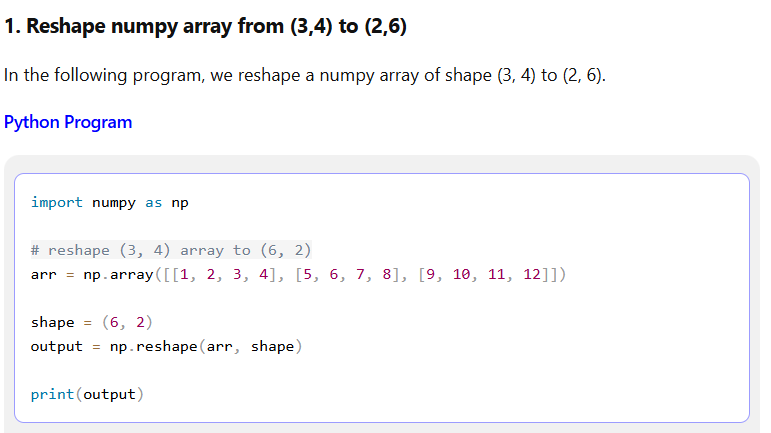 1. Reshape numpy array from (3,4) to (2,6)
In the following program, we reshape a numpy array of shape (3, 4) to (2, 6).
Python Program
import numpy as np
# reshape (3, 4) array to (6, 2)
arr = np.array([[1, 2, 3, 4], [5, 6, 7, 8], [9, 10, 11, 12]])
shape = (6, 2)
output = np.reshape(arr, shape)
print(output)